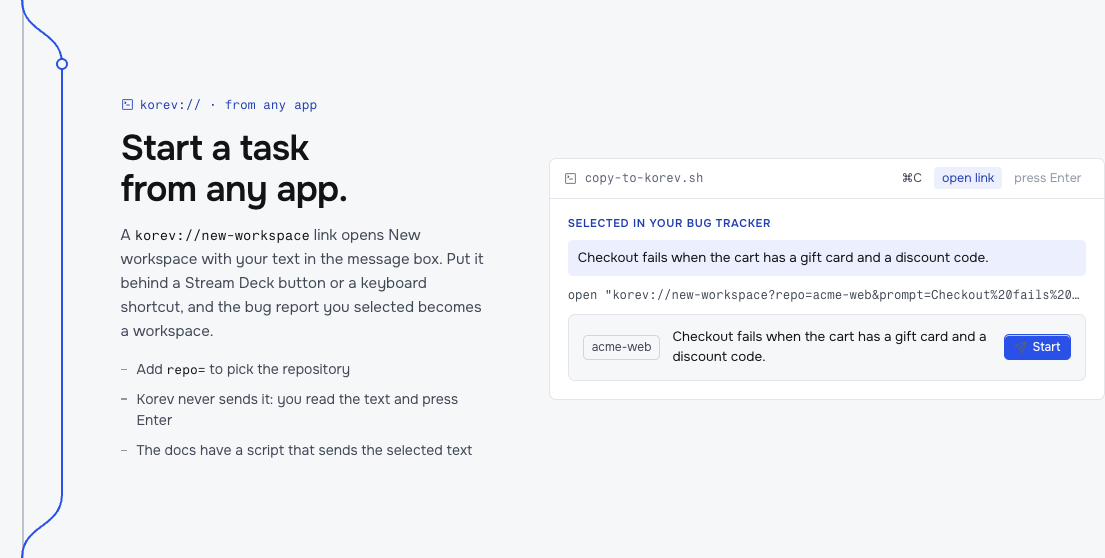 korev:// · from any app
Start a task
from any app.
A korev://new-workspace link opens New
workspace with your text in the message box. Put it
behind a Stream Deck button or a keyboard
shortcut, and the bug report you selected becomes
a workspace.
– Add repo= to pick the repository
– Korev never sends it: you read the text and press
Enter
– The docs have a script that sends the selected text
copy-to-korev.sh
⌘C open link press Enter
SELECTED IN YOUR BUG TRACKER
Checkout fails when the cart has a gift card and a discount code.
open "korev://new-workspace?repo=acme-web&prompt=Checkout%20fails%20…
acme-web
Checkout fails when the cart has a gift card and a
discount code.
Start